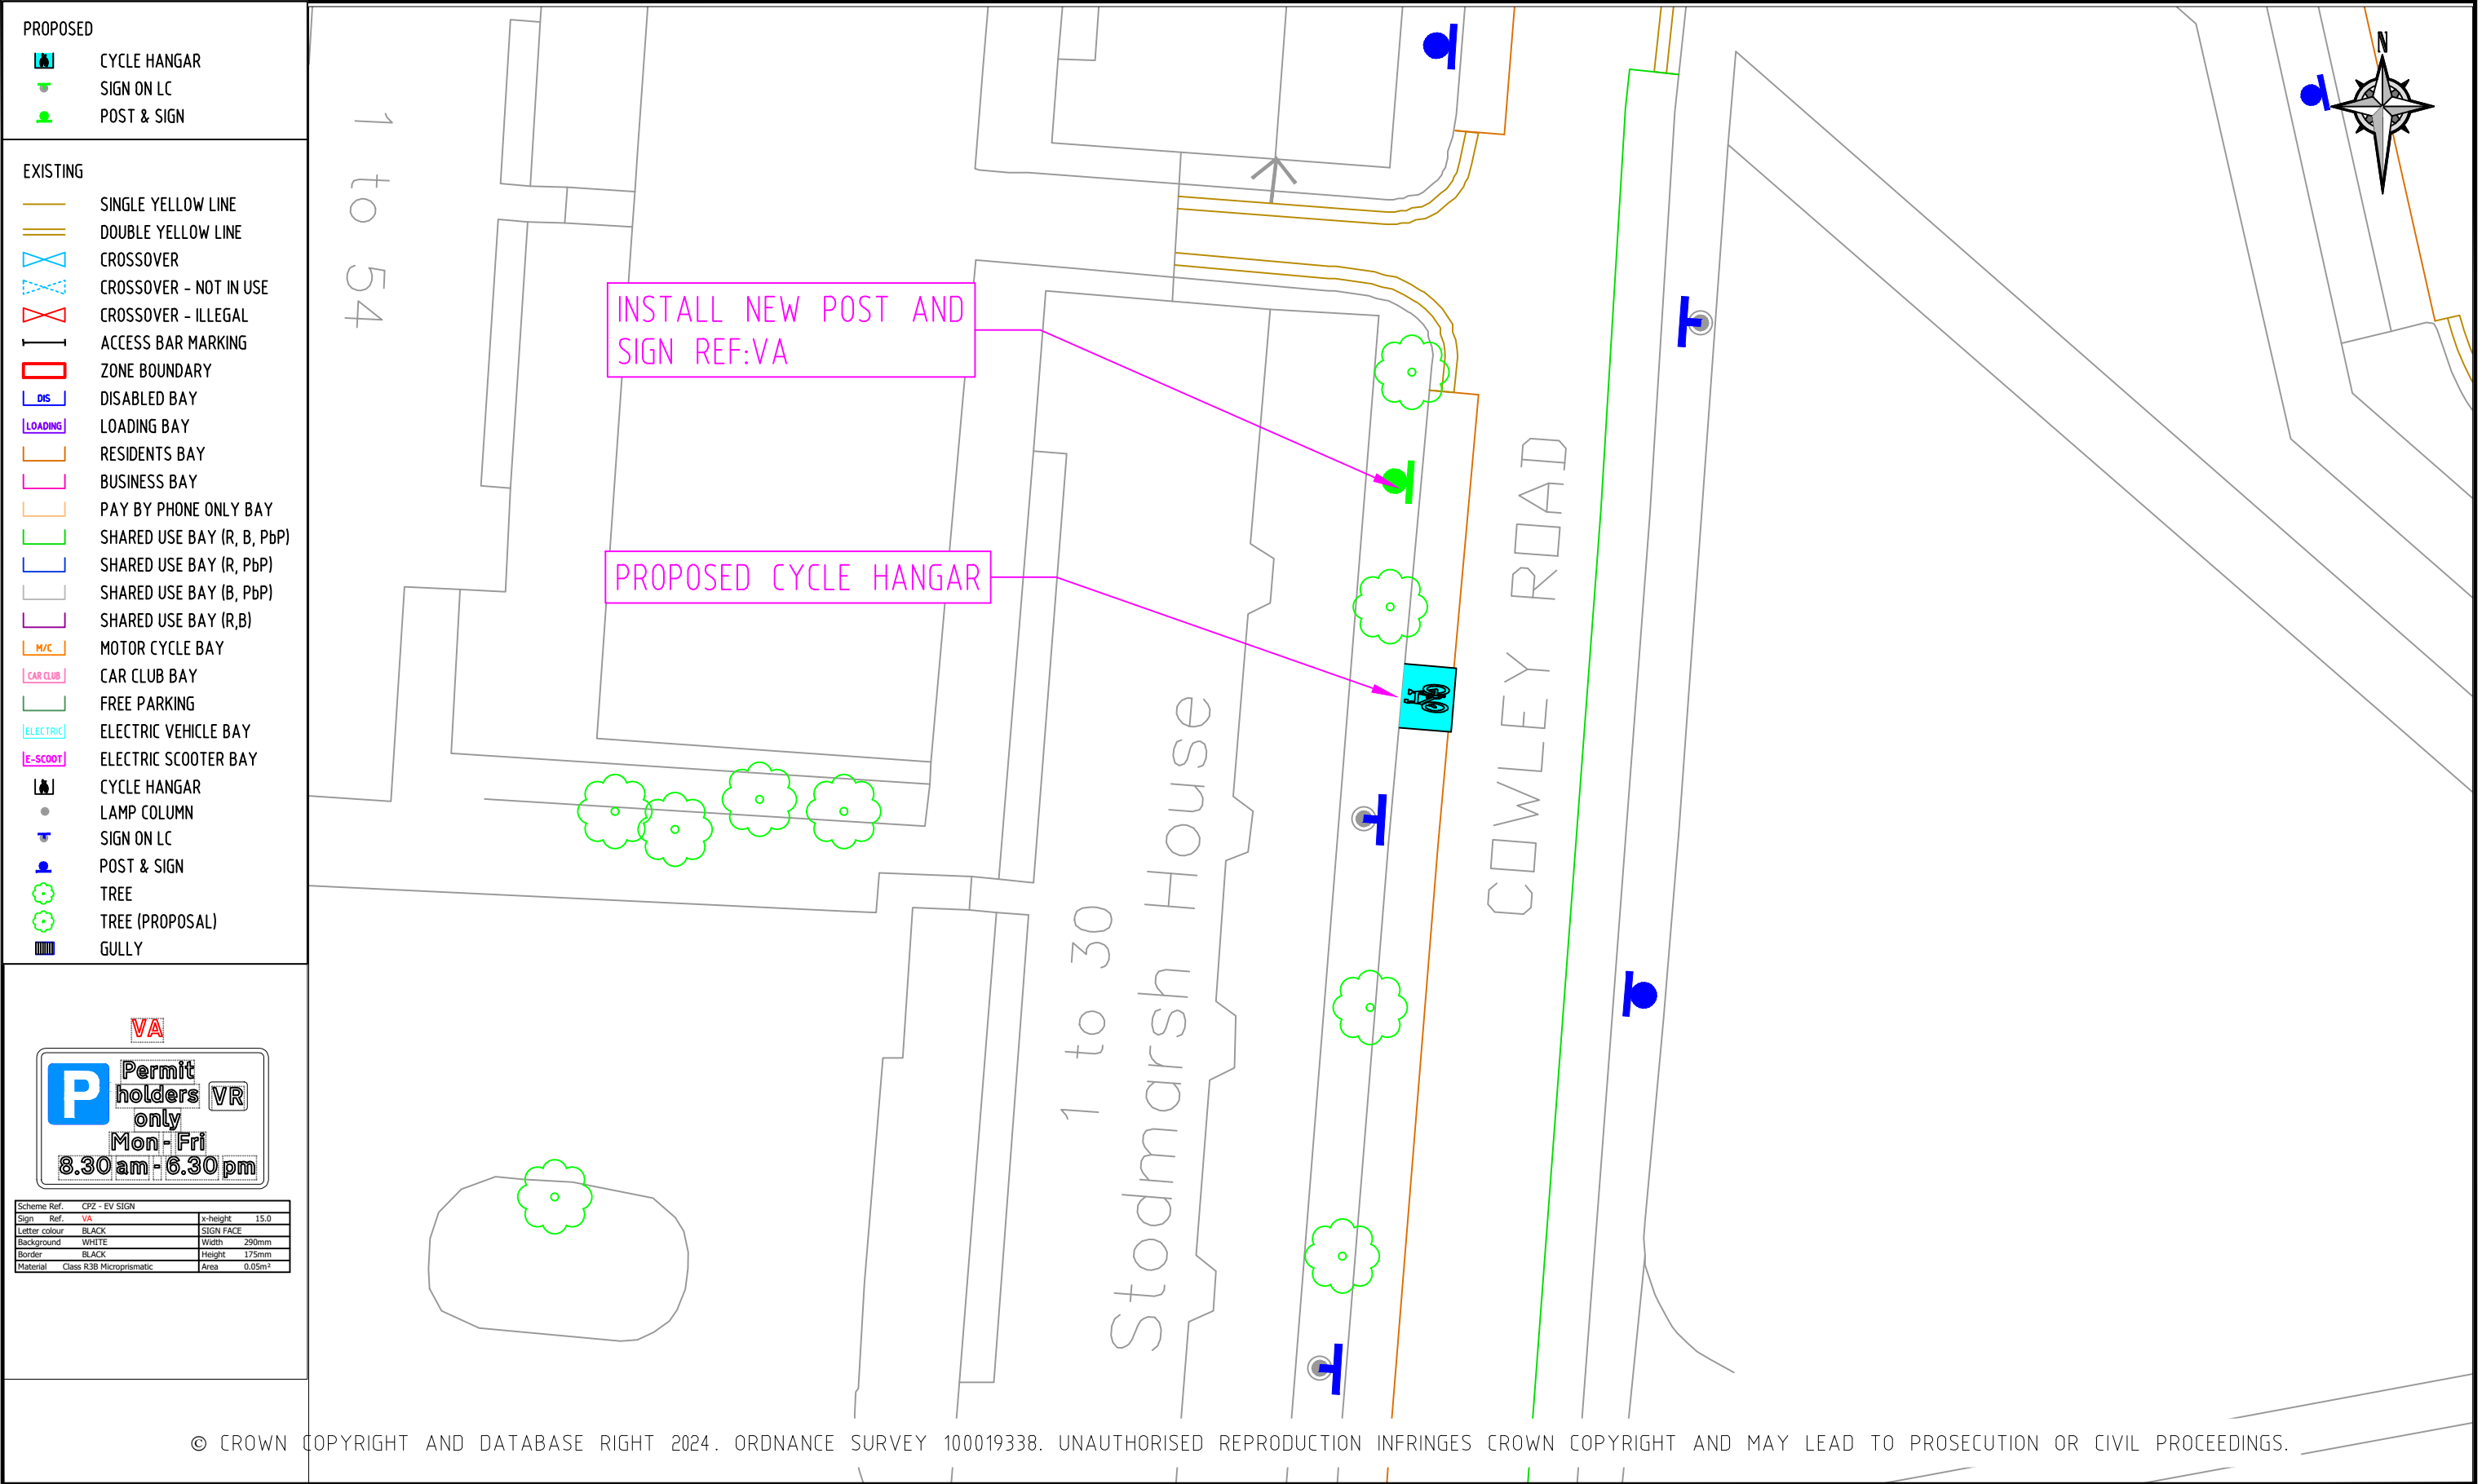 PROPOSED
CYCLE HANGAR
SIGN ON LC
POST & SIGN
EXISTING
SINGLE YELLOW LINE
DOUBLE YELLOW LINE
CROSSOVER
CROSSOVER - NOT IN USE
CROSSOVER - ILLEGAL
ACCESS BAR MARKING
ZONE BOUNDARY
DIS DISABLED BAY
LOADING LOADING BAY
RESIDENTS BAY
BUSINESS BAY
PAY BY PHONE ONLY BAY
SHARED USE BAY (R, B, PbP)
SHARED USE BAY (R, PbP)
SHARED USE BAY (B, PbP)
SHARED USE BAY (R,B)
M/C MOTOR CYCLE BAY
CAR CLUB CAR CLUB BAY
FREE PARKING
ELECTRIC ELECTRIC VEHICLE BAY
E-SCOOT ELECTRIC SCOOTER BAY
CYCLE HANGAR
LAMP COLUMN
SIGN ON LC
POST & SIGN
TREE
TREE (PROPOSAL)
GULLY
VA
P
Permit
holders
only
VR
Mon - Fri
8.30 am - 6.30 pm
Scheme Ref. CPZ - EV SIGN
Sign Ref. VA x-height 15.0
Letter colour BLACK SIGN FACE
Background WHITE Width 290mm
Border BLACK Height 175mm
Material Class R3B Microprismatic Area 0.05m²
1 to 54
INSTALL NEW POST AND
SIGN REF:VA
PROPOSED CYCLE HANGAR
1 to 30
Stodmarsh House
COWLEY ROAD
N
© CROWN COPYRIGHT AND DATABASE RIGHT 2024. ORDNANCE SURVEY 100019338. UNAUTHORISED REPRODUCTION INFRINGES CROWN COPYRIGHT AND MAY LEAD TO PROSECUTION OR CIVIL PROCEEDINGS.